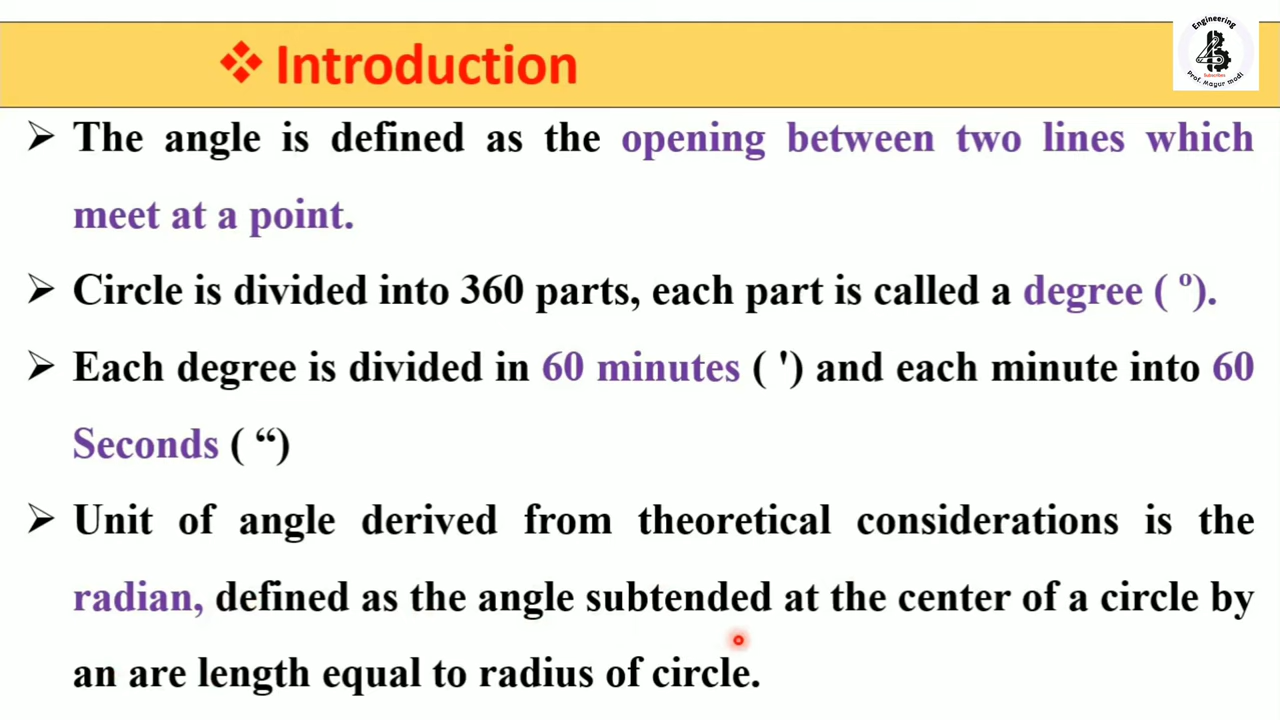 Engineering
Subscribers
Prof. Mayur modi
❖ Introduction
➢ The angle is defined as the opening between two lines which
meet at a point.
➢ Circle is divided into 360 parts, each part is called a degree ( º).
➢ Each degree is divided in 60 minutes ( ') and each minute into 60
Seconds ( “)
➢ Unit of angle derived from theoretical considerations is the
radian, defined as the angle subtended at the center of a circle by
an are length equal to radius of circle.